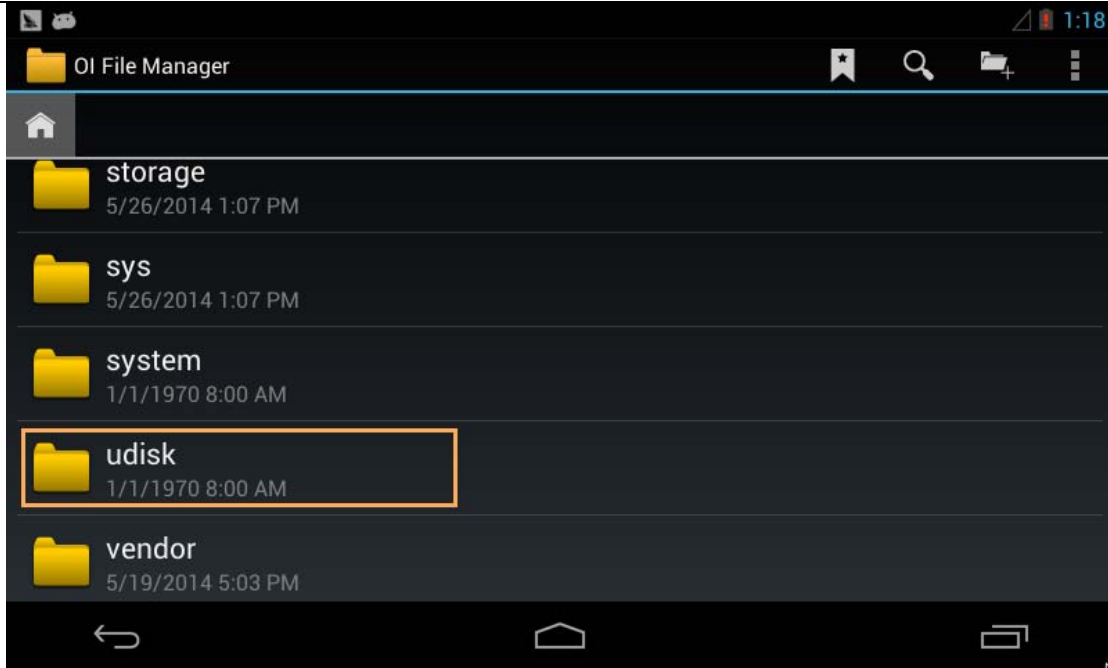 1:18
OI File Manager
storage
5/26/2014 1:07 PM
sys
5/26/2014 1:07 PM
system
1/1/1970 8:00 AM
udisk
1/1/1970 8:00 AM
vendor
5/19/2014 5:03 PM